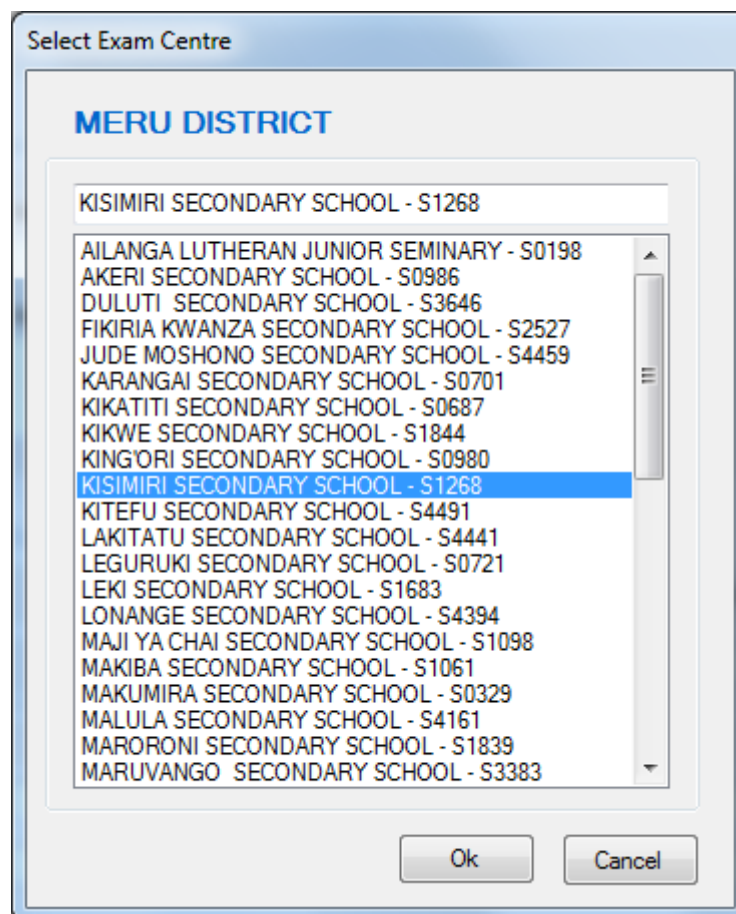 Select Exam Centre
MERU DISTRICT
KISIMIRI SECONDARY SCHOOL - S1268
AILANGA LUTHERAN JUNIOR SEMINARY - S0198
AKERI SECONDARY SCHOOL - S0986
DULUTI  SECONDARY SCHOOL - S3646
FIKIRIA KWANZA SECONDARY SCHOOL - S2527
JUDE MOSHONO SECONDARY SCHOOL - S4459
KARANGAI SECONDARY SCHOOL - S0701
KIKATITI SECONDARY SCHOOL - S0687
KIKWE SECONDARY SCHOOL - S1844
KING'ORI SECONDARY SCHOOL - S0980
KISIMIRI SECONDARY SCHOOL - S1268
KITEFU SECONDARY SCHOOL - S4491
LAKITATU SECONDARY SCHOOL - S4441
LEGURUKI SECONDARY SCHOOL - S0721
LEKI SECONDARY SCHOOL - S1683
LONANGE SECONDARY SCHOOL - S4394
MAJI YA CHAI SECONDARY SCHOOL - S1098
MAKIBA SECONDARY SCHOOL - S1061
MAKUMIRA SECONDARY SCHOOL - S0329
MALULA SECONDARY SCHOOL - S4161
MARORONI SECONDARY SCHOOL - S1839
MARUVANGO  SECONDARY SCHOOL - S3383
Ok
Cancel